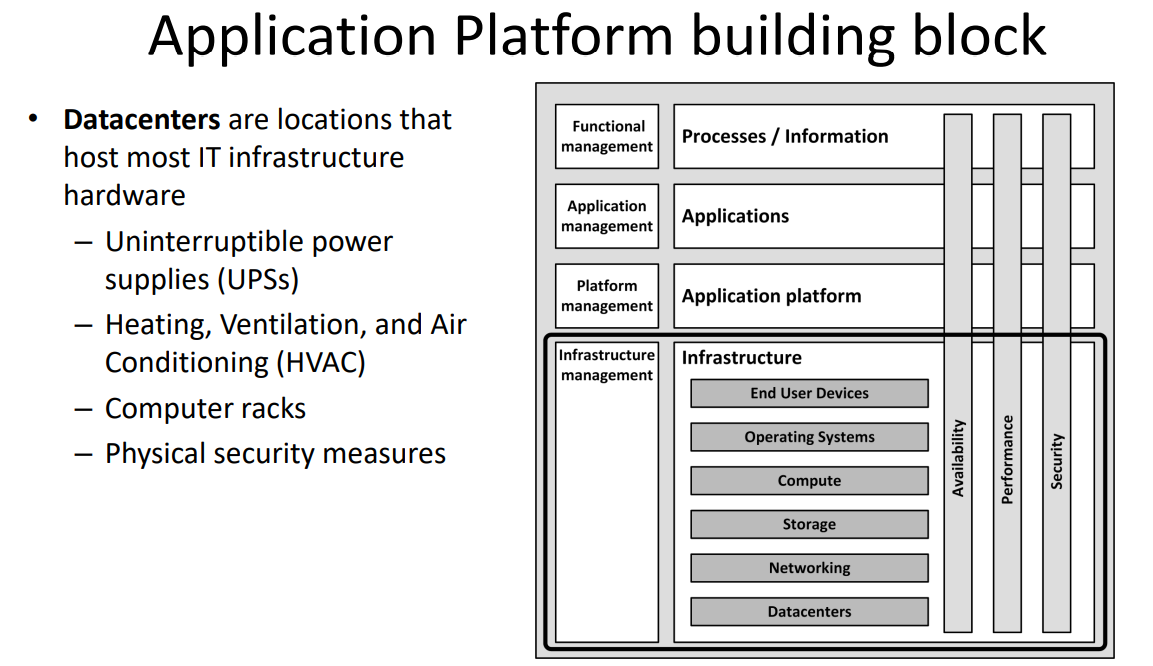 Application Platform building block
• Datacenters are locations that
host most IT infrastructure
hardware
– Uninterruptible power
supplies (UPSs)
– Heating, Ventilation, and Air
Conditioning (HVAC)
– Computer racks
– Physical security measures
Functional
management
Processes / Information
Application
management
Applications
Platform
management
Application platform
Infrastructure
management
Infrastructure
End User Devices
Operating Systems
Compute
Storage
Networking
Datacenters
Availability
Performance
Security